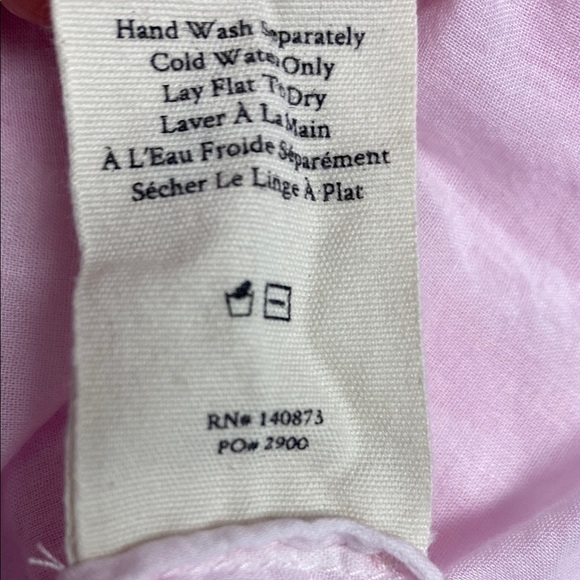 Hand Wash Separately
Cold Water Only
Lay Flat To Dry
Laver À La Main
À L'Eau Froide Séparément
Sécher Le Linge À Plat
RN# 140873
PO# 2900